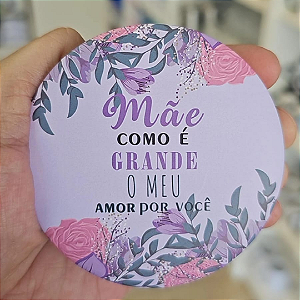 Mãe
COMO É
GRANDE
O MEU
AMOR POR VOCÊ